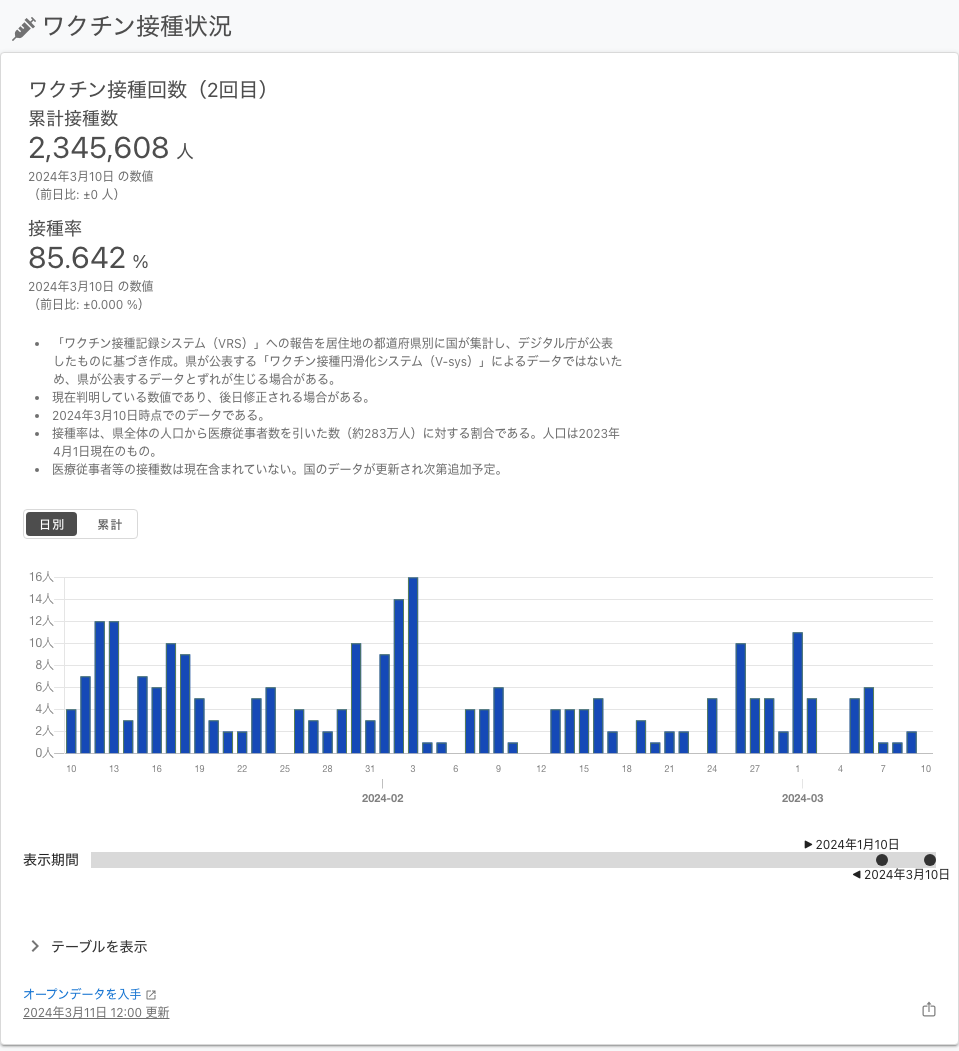 ワクチン接種状況
ワクチン接種回数（2回目）
累計接種数
2,345,608 人
2024年3月10日 の数値
（前日比: ±0 人）
接種率
85.642 %
2024年3月10日 の数値
（前日比: ±0.000 %）
• 「ワクチン接種記録システム（VRS）」への報告を居住地の都道府県別に国が集計し、デジタル庁が公表
したものに基づき作成。県が公表する「ワクチン接種円滑化システム（V-sys）」によるデータではないた
め、県が公表するデータとずれが生じる場合がある。
• 現在判明している数値であり、後日修正される場合がある。
• 2024年3月10日時点でのデータである。
• 接種率は、県全体の人口から医療従事者数を引いた数（約283万人）に対する割合である。人口は2023年
4月1日現在のもの。
• 医療従事者等の接種数は現在含まれていない。国のデータが更新され次第追加予定。
日別 累計
16人
14人
12人
10人
8人
6人
4人
2人
0人
10 13 16 19 22 25 28 31 3 6 9 12 15 18 21 24 27 1 4 7 10
2024-02 2024-03
2024年1月10日
表示期間
2024年3月10日
テーブルを表示
オープンデータを入手
2024年3月11日 12:00 更新